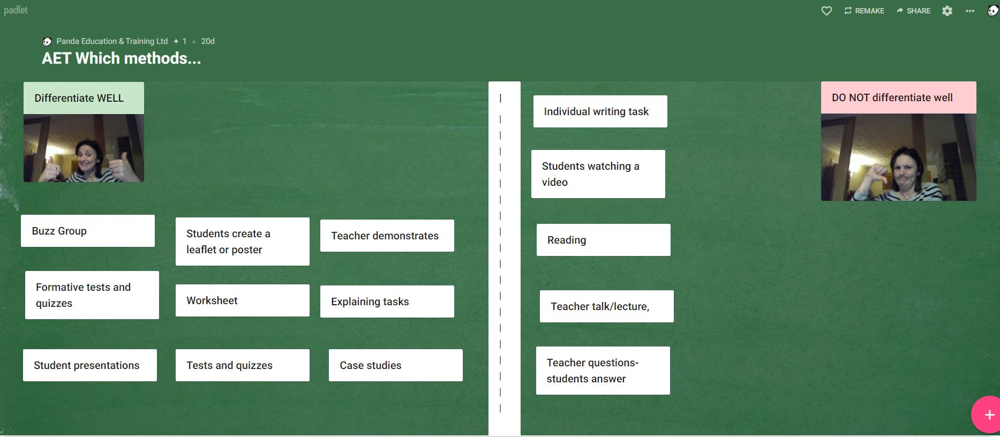 padlet
REMAKE
SHARE
Panda Education & Training Ltd + 1 • 20d
AET Which methods...
Differentiate WELL
DO NOT differentiate well
Buzz Group
Students create a
leaflet or poster
Teacher demonstrates
Formative tests and
quizzes
Worksheet
Explaining tasks
Student presentations
Tests and quizzes
Case studies
Individual writing task
Students watching a
video
Reading
Teacher talk/lecture,
Teacher questions-
students answer